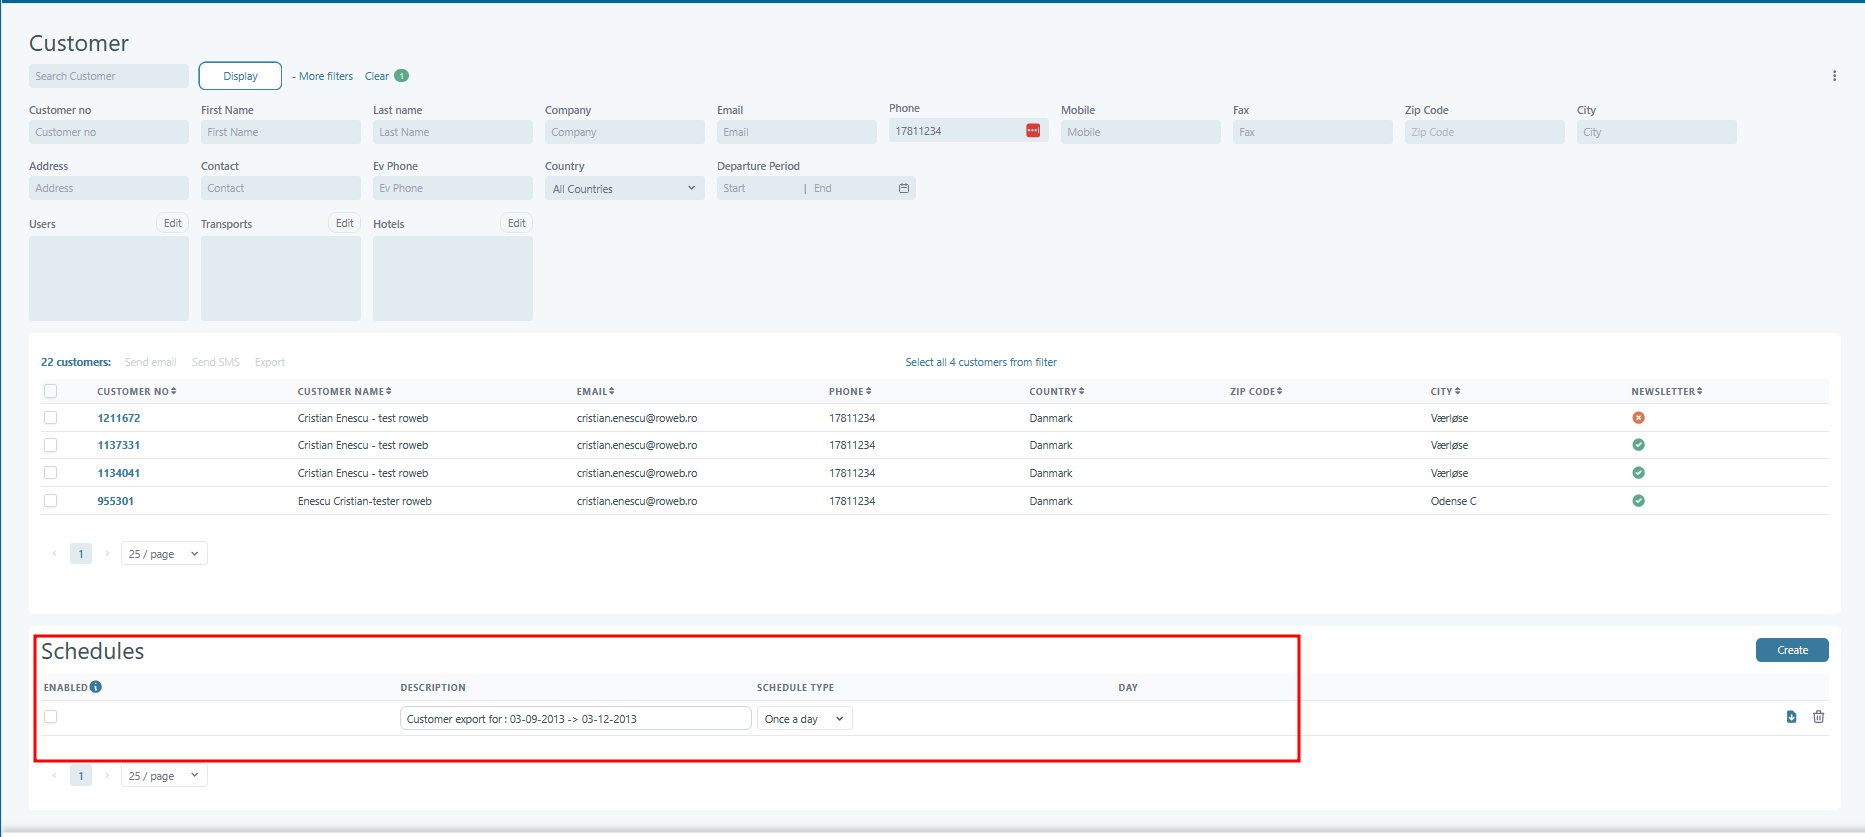 Customer
Search Customer Display - More filters Clear 1
Customer no First Name Last name Company Email Phone Mobile Fax Zip Code City
Customer no First Name Last Name Company Email 17811234 Mobile Fax Zip Code City
Address Contact Ev Phone Country Departure Period
Address Contact Ev Phone All Countries Start | End
Users Edit Transports Edit Hotels Edit
22 customers: Send email Send SMS Export Select all 4 customers from filter
CUSTOMER NO CUSTOMER NAME EMAIL PHONE COUNTRY ZIP CODE CITY NEWSLETTER
1211672 Cristian Enescu - test roweb cristian.enescu@roweb.ro 17811234 Danmark Værløse
1137331 Cristian Enescu - test roweb cristian.enescu@roweb.ro 17811234 Danmark Værløse
1134041 Cristian Enescu - test roweb cristian.enescu@roweb.ro 17811234 Danmark Værløse
955301 Enescu Cristian-tester roweb cristian.enescu@roweb.ro 17811234 Danmark Odense C
1 25 / page
Schedules Create
ENABLED DESCRIPTION SCHEDULE TYPE DAY
Customer export for : 03-09-2013 -> 03-12-2013 Once a day
1 25 / page